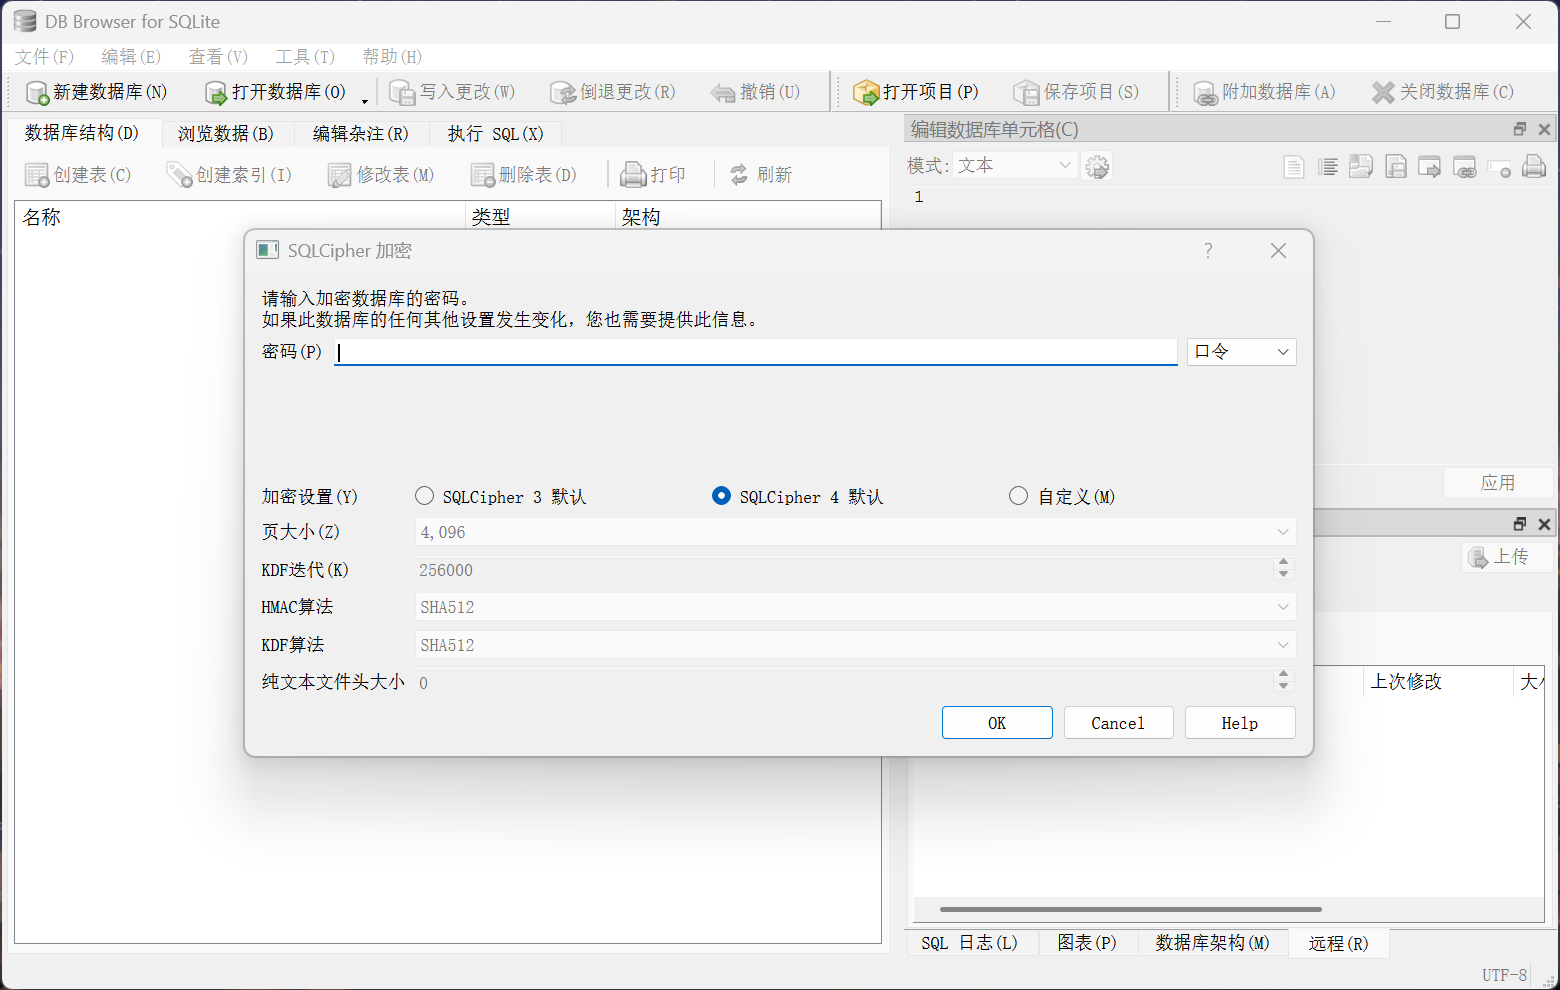 DB Browser for SQLite
文件(F) 编辑(E) 查看(V) 工具(T) 帮助(H)
新建数据库(N) 打开数据库(O) 写入更改(W) 倒退更改(R) 撤销(U) 打开项目(P) 保存项目(S) 附加数据库(A) 关闭数据库(C)
数据库结构(D) 浏览数据(B) 编辑杂注(R) 执行 SQL(X)
创建表(C) 创建索引(I) 修改表(M) 删除表(D) 打印 刷新
名称 类型 架构
编辑数据库单元格(C)
模式: 文本
1
应用
上传
上次修改
SQLCipher 加密
?
请输入加密数据库的密码。
如果此数据库的任何其他设置发生变化，您也需要提供此信息。
密码(P) 口令
加密设置(Y) SQLCipher 3 默认 SQLCipher 4 默认 自定义(M)
页大小(Z) 4,096
KDF迭代(K) 256000
HMAC算法 SHA512
KDF算法 SHA512
纯文本文件头大小 0
OK Cancel Help
SQL 日志(L) 图表(P) 数据库架构(M) 远程(R)
UTF-8